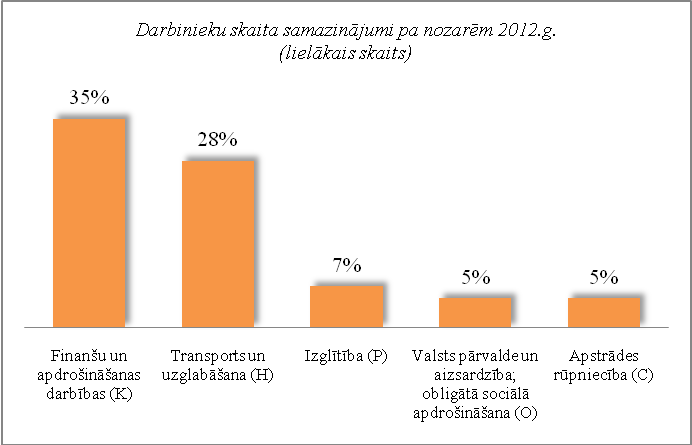 Darbinieku skaita samazinājumi pa nozarēm 2012.g.
(lielākais skaits)
35%
28%
7%
5%
5%
Finanšu un
apdrošināšanas
darbības (K)
Transports un
uzglabāšana (H)
Izglītība (P)
Valsts pārvalde un
aizsardzība;
obligātā sociālā
apdrošināšana (O)
Apstrādes
rūpniecība (C)